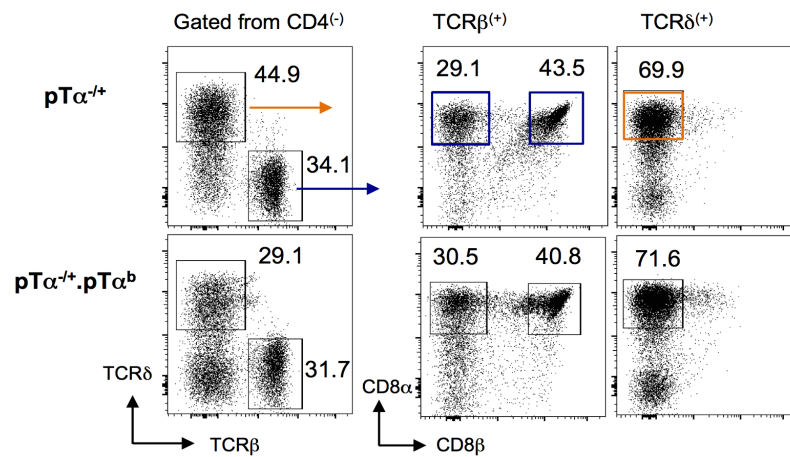 Gated from CD4(-) TCRβ(+) TCRδ(+)
pTα-/+
44.9
34.1
29.1 43.5
69.9
pTα-/+.pTαb
29.1
31.7
30.5 40.8
71.6
TCRδ
TCRβ
CD8α
CD8β